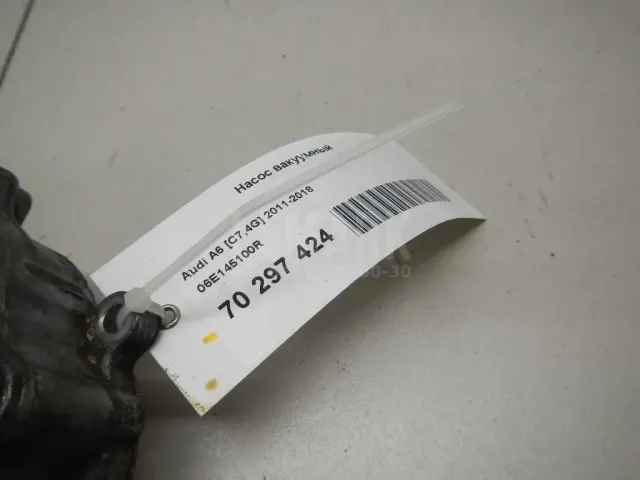 Насос вакуумный
Audi A6 [C7,4G] 2011-2018
06E145100R
70 297 424